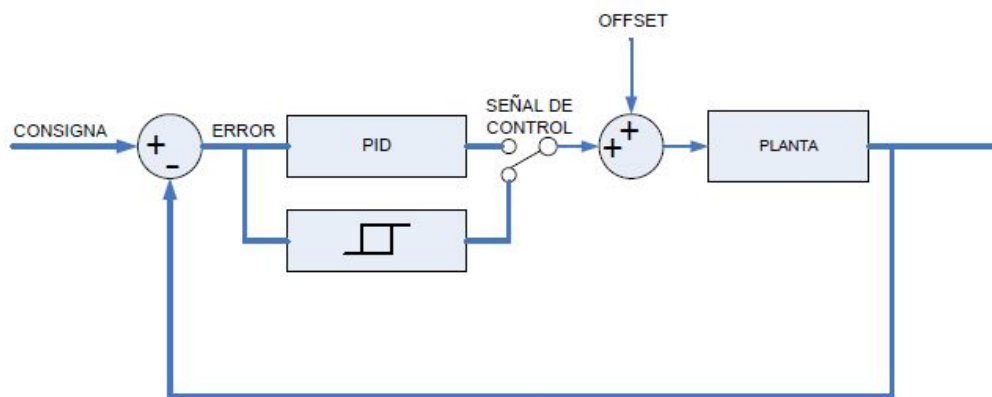 OFFSET
SEÑAL DE
CONTROL
CONSIGNA
+
-
ERROR
PID
+
+
PLANTA